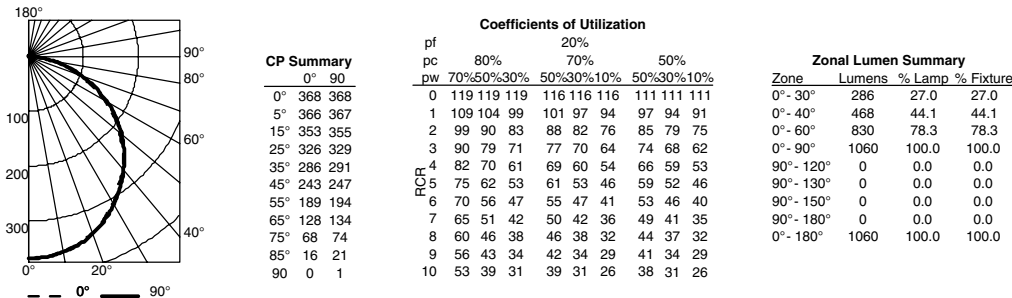 180°
90°
80°
100
60°
200
300
40°
0°
20°
0°
90°
CP Summary
0° 90
0° 368 368
5° 366 367
15° 353 355
25° 326 329
35° 286 291
45° 243 247
55° 189 194
65° 128 134
75° 68 74
85° 16 21
90 0 1
Coefficients of Utilization
pf 20%
pc 80% 70% 50%
pw 70%50%30% 50%30%10% 50%30%10%
RCR
0 119 119 119 116 116 116 111 111 111
1 109 104 99 101 97 94 97 94 91
2 99 90 83 88 82 76 85 79 75
3 90 79 71 77 70 64 74 68 62
4 82 70 61 69 60 54 66 59 53
5 75 62 53 61 53 46 59 52 46
6 70 56 47 55 47 41 53 46 40
7 65 51 42 50 42 36 49 41 35
8 60 46 38 46 38 32 44 37 32
9 56 43 34 42 34 29 41 34 29
10 53 39 31 39 31 26 38 31 26
Zonal Lumen Summary
Zone Lumens % Lamp % Fixture
0°- 30° 286 27.0 27.0
0°- 40° 468 44.1 44.1
0°- 60° 830 78.3 78.3
0°- 90° 1060 100.0 100.0
90°- 120° 0 0.0 0.0
90°- 130° 0 0.0 0.0
90°- 150° 0 0.0 0.0
90°- 180° 0 0.0 0.0
0°- 180° 1060 100.0 100.0